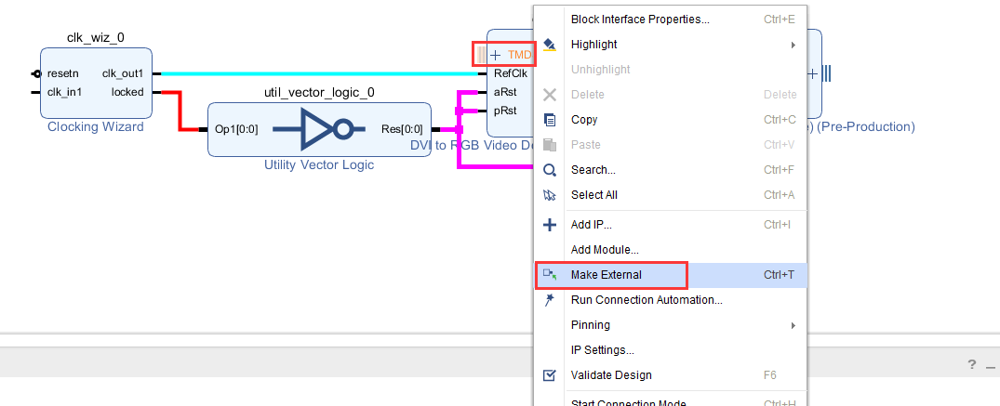 clk_wiz_0
resetn
clk_out1
clk_in1
locked
Clocking Wizard
util_vector_logic_0
Op1[0:0]
Res[0:0]
Utility Vector Logic
TMD
RefClk
aRst
pRst
DVI to RGB Video De
) (Pre-Production)
Block Interface Properties... Ctrl+E
Highlight
Unhighlight
Delete Delete
Copy Ctrl+C
Paste Ctrl+V
Search... Ctrl+F
Select All Ctrl+A
Add IP... Ctrl+I
Add Module...
Make External Ctrl+T
Run Connection Automation...
Pinning
IP Settings...
Validate Design F6
Start Connection Mode Ctrl+H